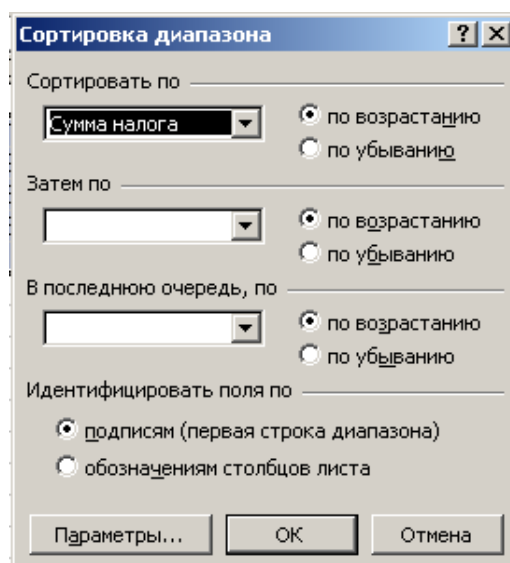 Сортировка диапазона
Сортировать по
Сумма налога
по возрастанию
по убыванию
Затем по
по возрастанию
по убыванию
В последнюю очередь, по
по возрастанию
по убыванию
Идентифицировать поля по
подписям (первая строка диапазона)
обозначениям столбцов листа
Параметры... ОК Отмена